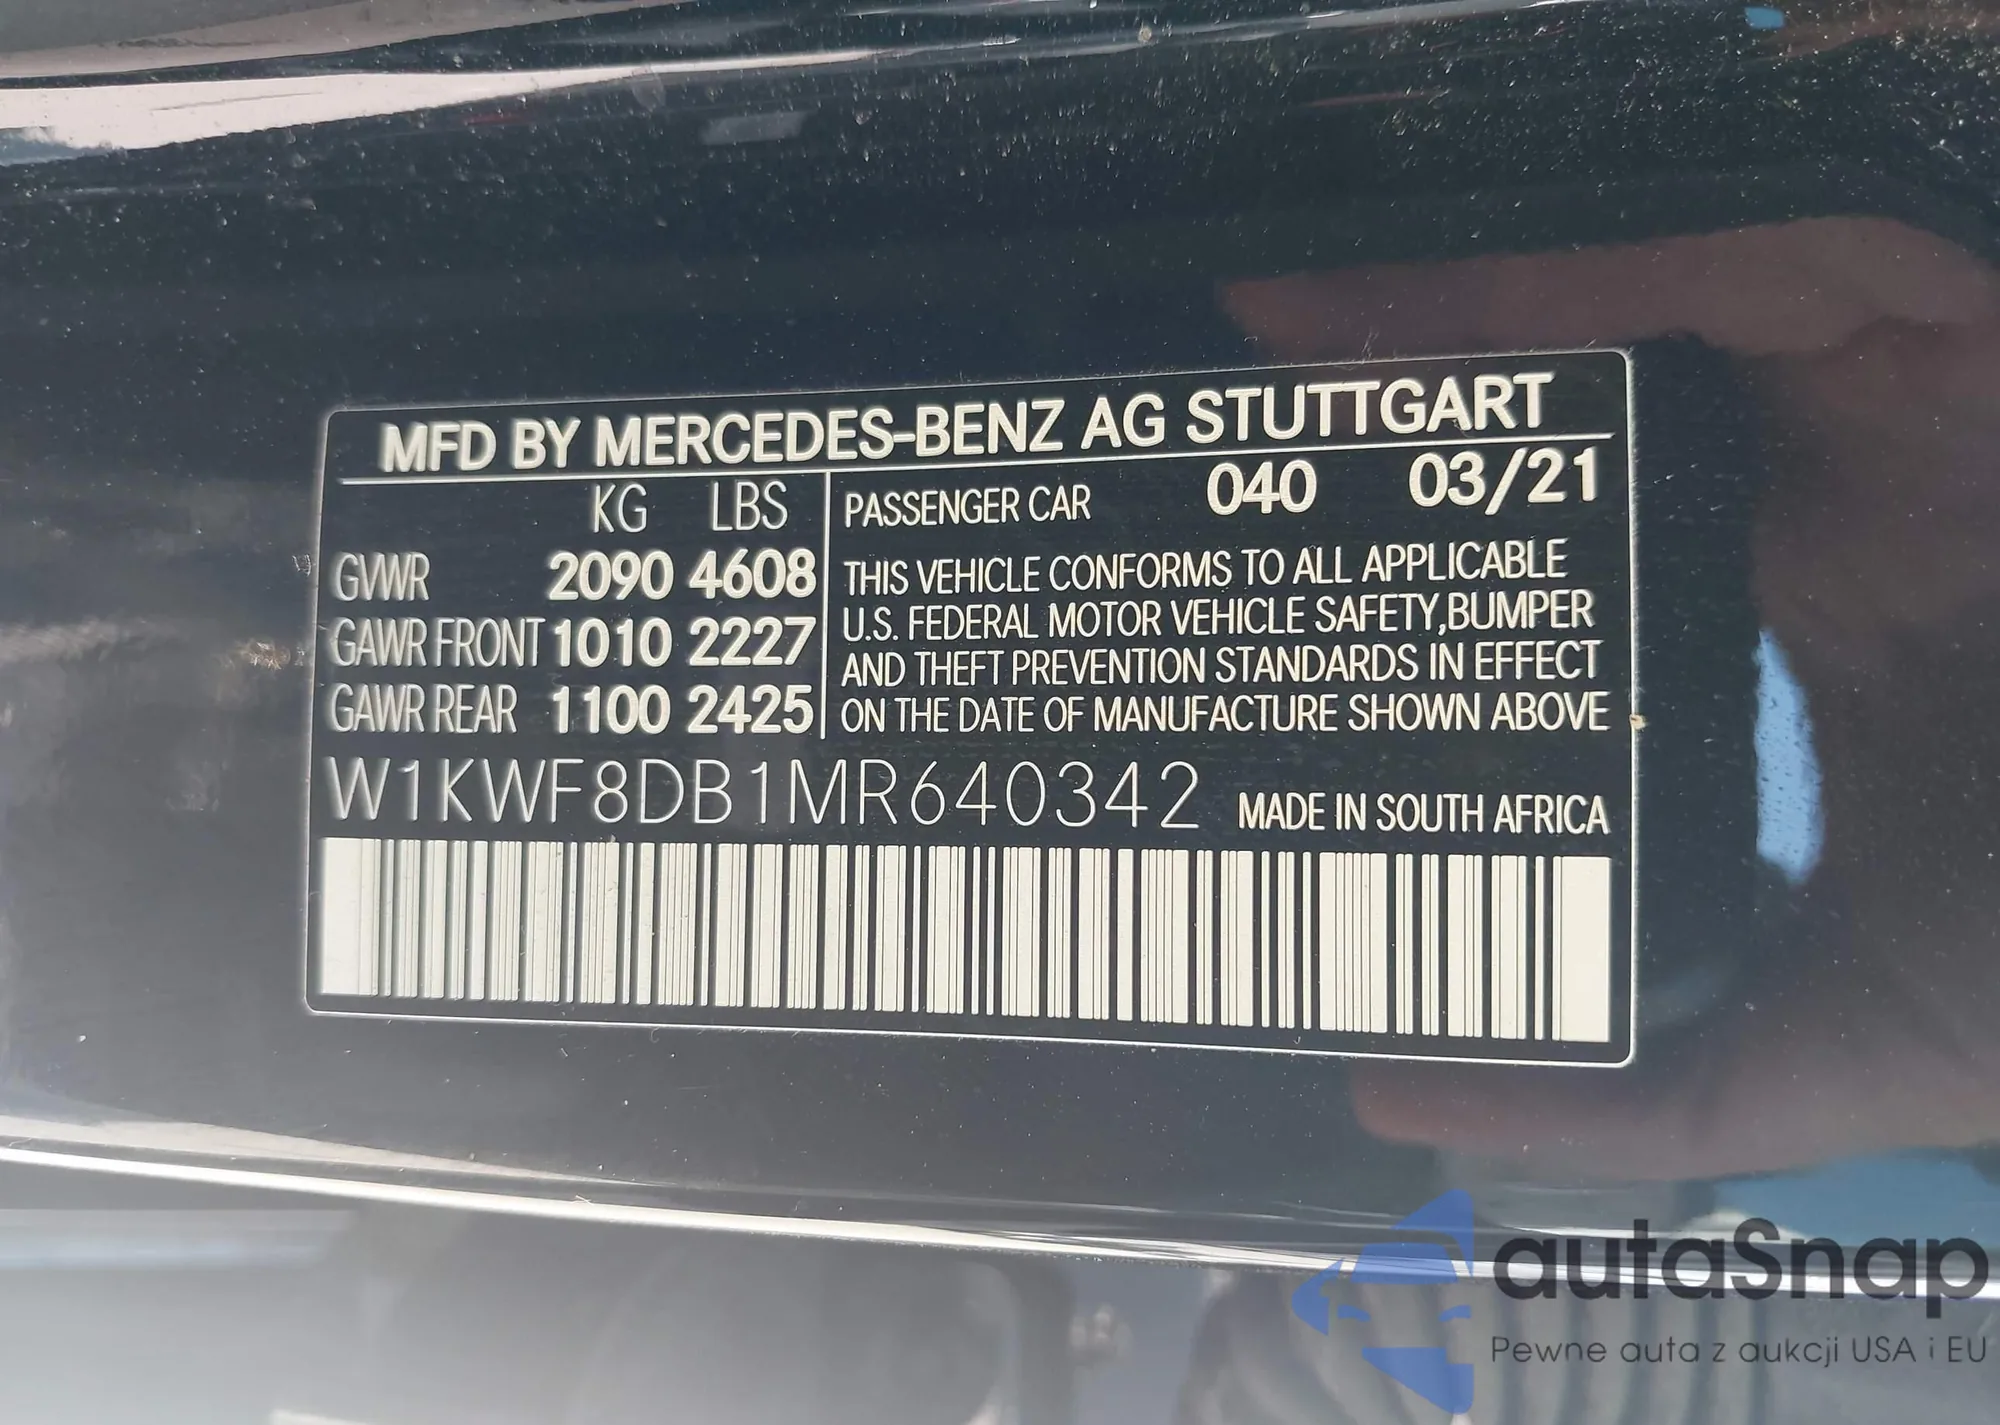 MFD BY MERCEDES-BENZ AG STUTTGART
KG LBS
GVWR 2090 4608
GAWR FRONT 1010 2227
GAWR REAR 1100 2425
PASSENGER CAR 040 03/21
THIS VEHICLE CONFORMS TO ALL APPLICABLE
U.S. FEDERAL MOTOR VEHICLE SAFETY,BUMPER
AND THEFT PREVENTION STANDARDS IN EFFECT
ON THE DATE OF MANUFACTURE SHOWN ABOVE
W1KWF8DB1MR640342 MADE IN SOUTH AFRICA
autaSnap
Pewne auta z aukcji USA i EU